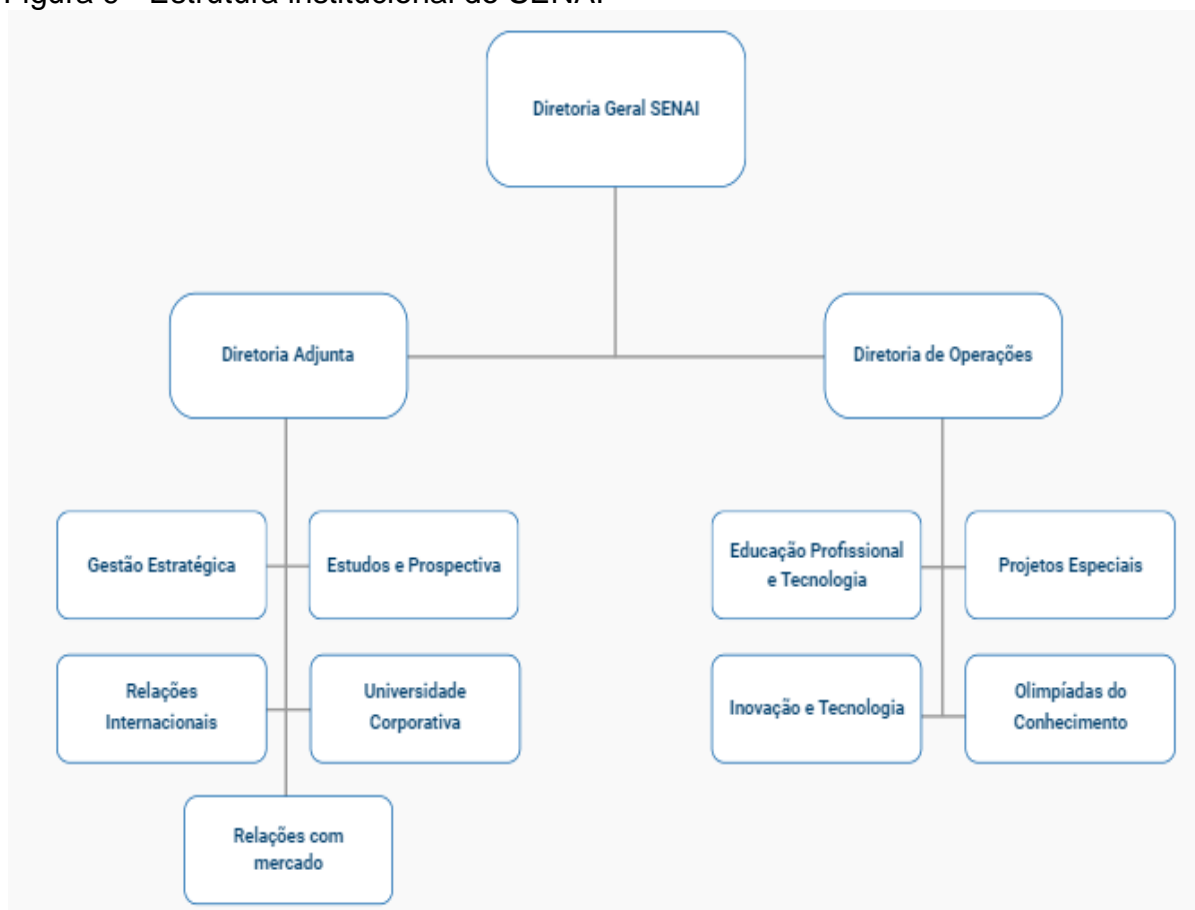 Diretoria Geral SENAI
Diretoria Adjunta
Diretoria de Operações
Gestão Estratégica
Estudos e Prospectiva
Educação Profissional
e Tecnologia
Projetos Especiais
Relações
Internacionais
Universidade
Corporativa
Inovação e Tecnologia
Olimpíadas do
Conhecimento
Relações com
mercado